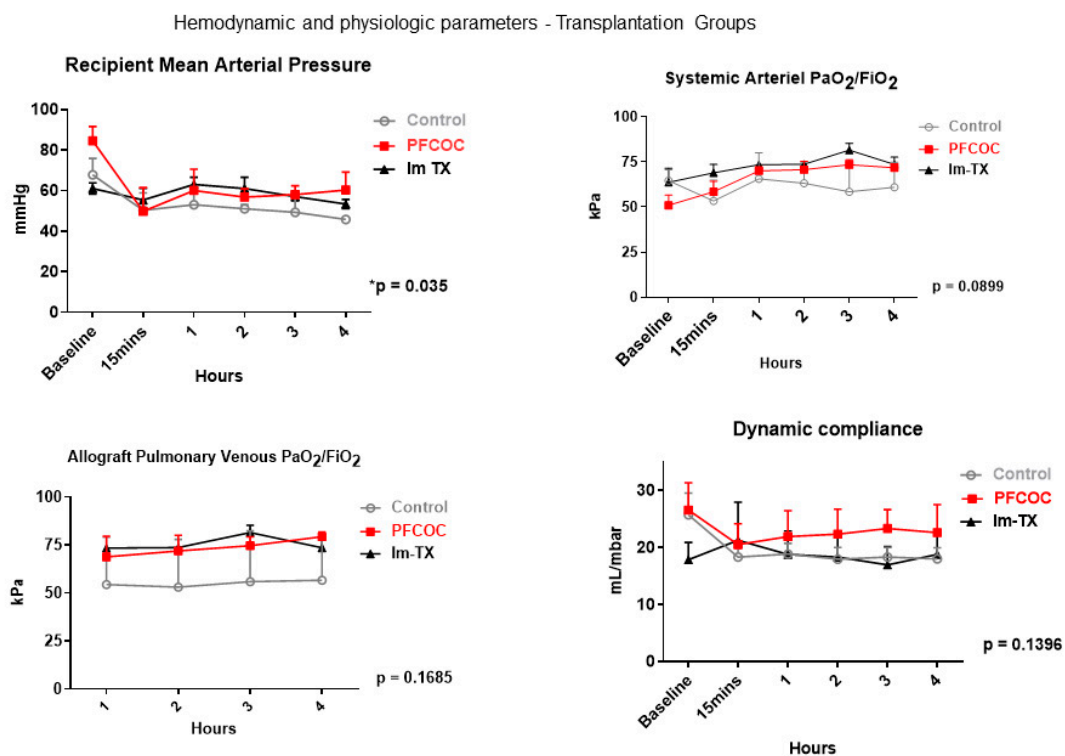 Hemodynamic and physiologic parameters - Transplantation Groups
Recipient Mean Arterial Pressure
100
80
60
40
20
0
mmHg
Control
PFCOC
Im TX
*p = 0.035
Baseline
15mins
1
2
3
4
Hours
Systemic Arteriel PaO2/FiO2
100
75
50
25
0
kPa
Control
PFCOC
Im-TX
p = 0.0899
Baseline
15mins
1
2
3
4
Hours
Allograft Pulmonary Venous PaO2/FiO2
100
75
50
25
0
kPa
Control
PFCOC
Im-TX
p = 0.1685
1
2
3
4
Hours
Dynamic compliance
30
20
10
0
mL/mbar
Control
PFCOC
Im-TX
p = 0.1396
Baseline
15mins
1
2
3
4
Hours